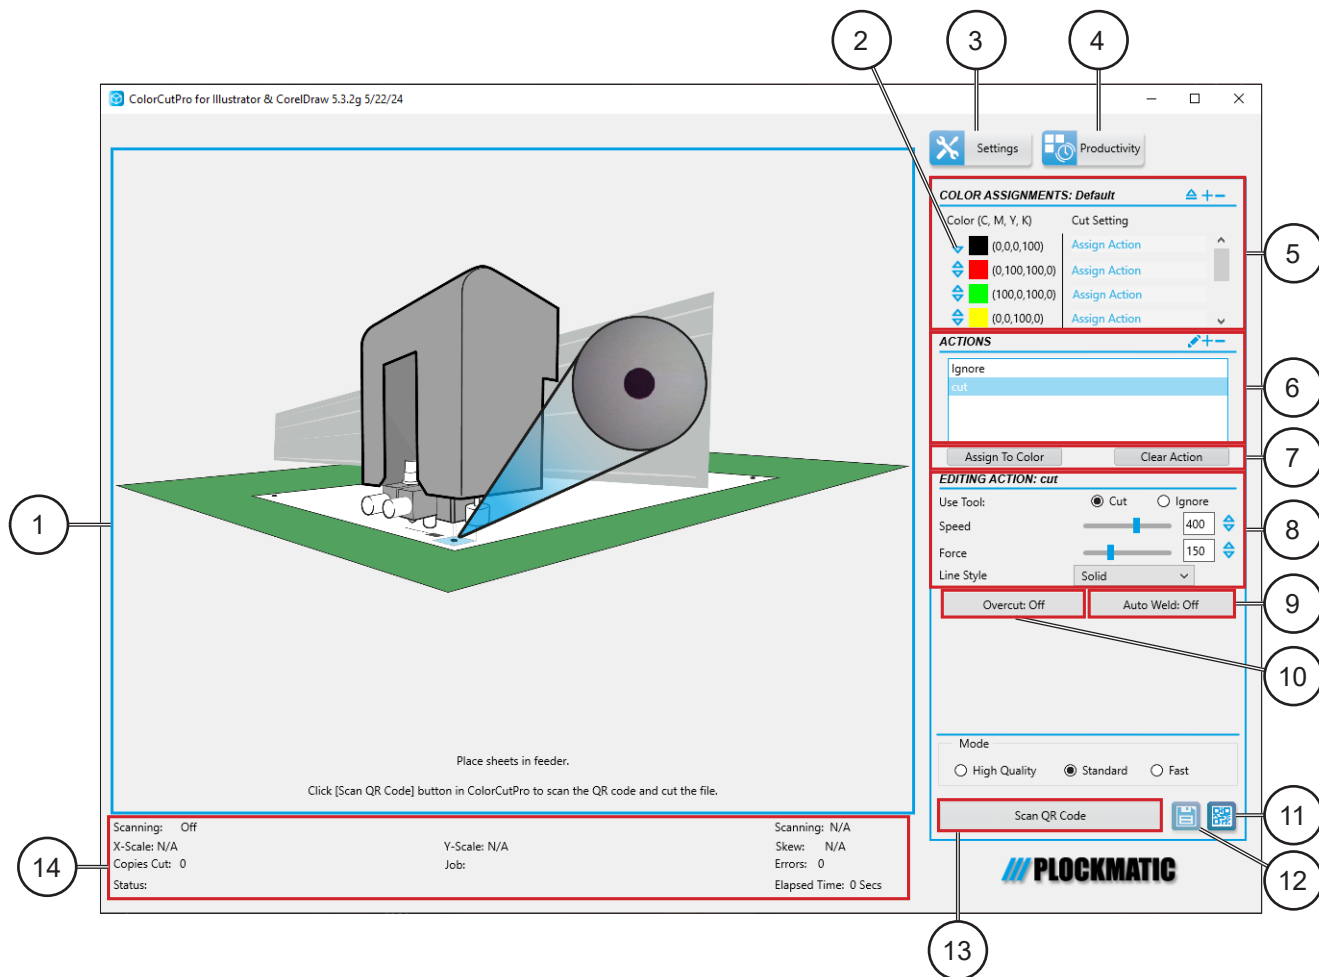 2
3
4
ColorCutPro for Illustrator & CorelDraw 5.3.2g 5/22/24
Settings
Productivity
COLOR ASSIGNMENTS: Default
Color (C, M, Y, K) Cut Setting
(0,0,0,100) Assign Action
(0,100,100,0) Assign Action
(100,0,100,0) Assign Action
(0,0,100,0) Assign Action
5
ACTIONS
Ignore
cut
6
Assign To Color Clear Action
7
EDITING ACTION: cut
Use Tool: Cut Ignore
Speed 400
Force 150
Line Style Solid
8
1
Overcut: Off Auto Weld: Off
9
10
Place sheets in feeder.
Click [Scan QR Code] button in ColorCutPro to scan the QR code and cut the file.
Mode
High Quality Standard Fast
Scan QR Code
11
12
13
Scanning: Off Scanning: N/A
X-Scale: N/A Y-Scale: N/A Skew: N/A
Copies Cut: 0 Job: Errors: 0
Status: Elapsed Time: 0 Secs
14
PLOCKMATIC